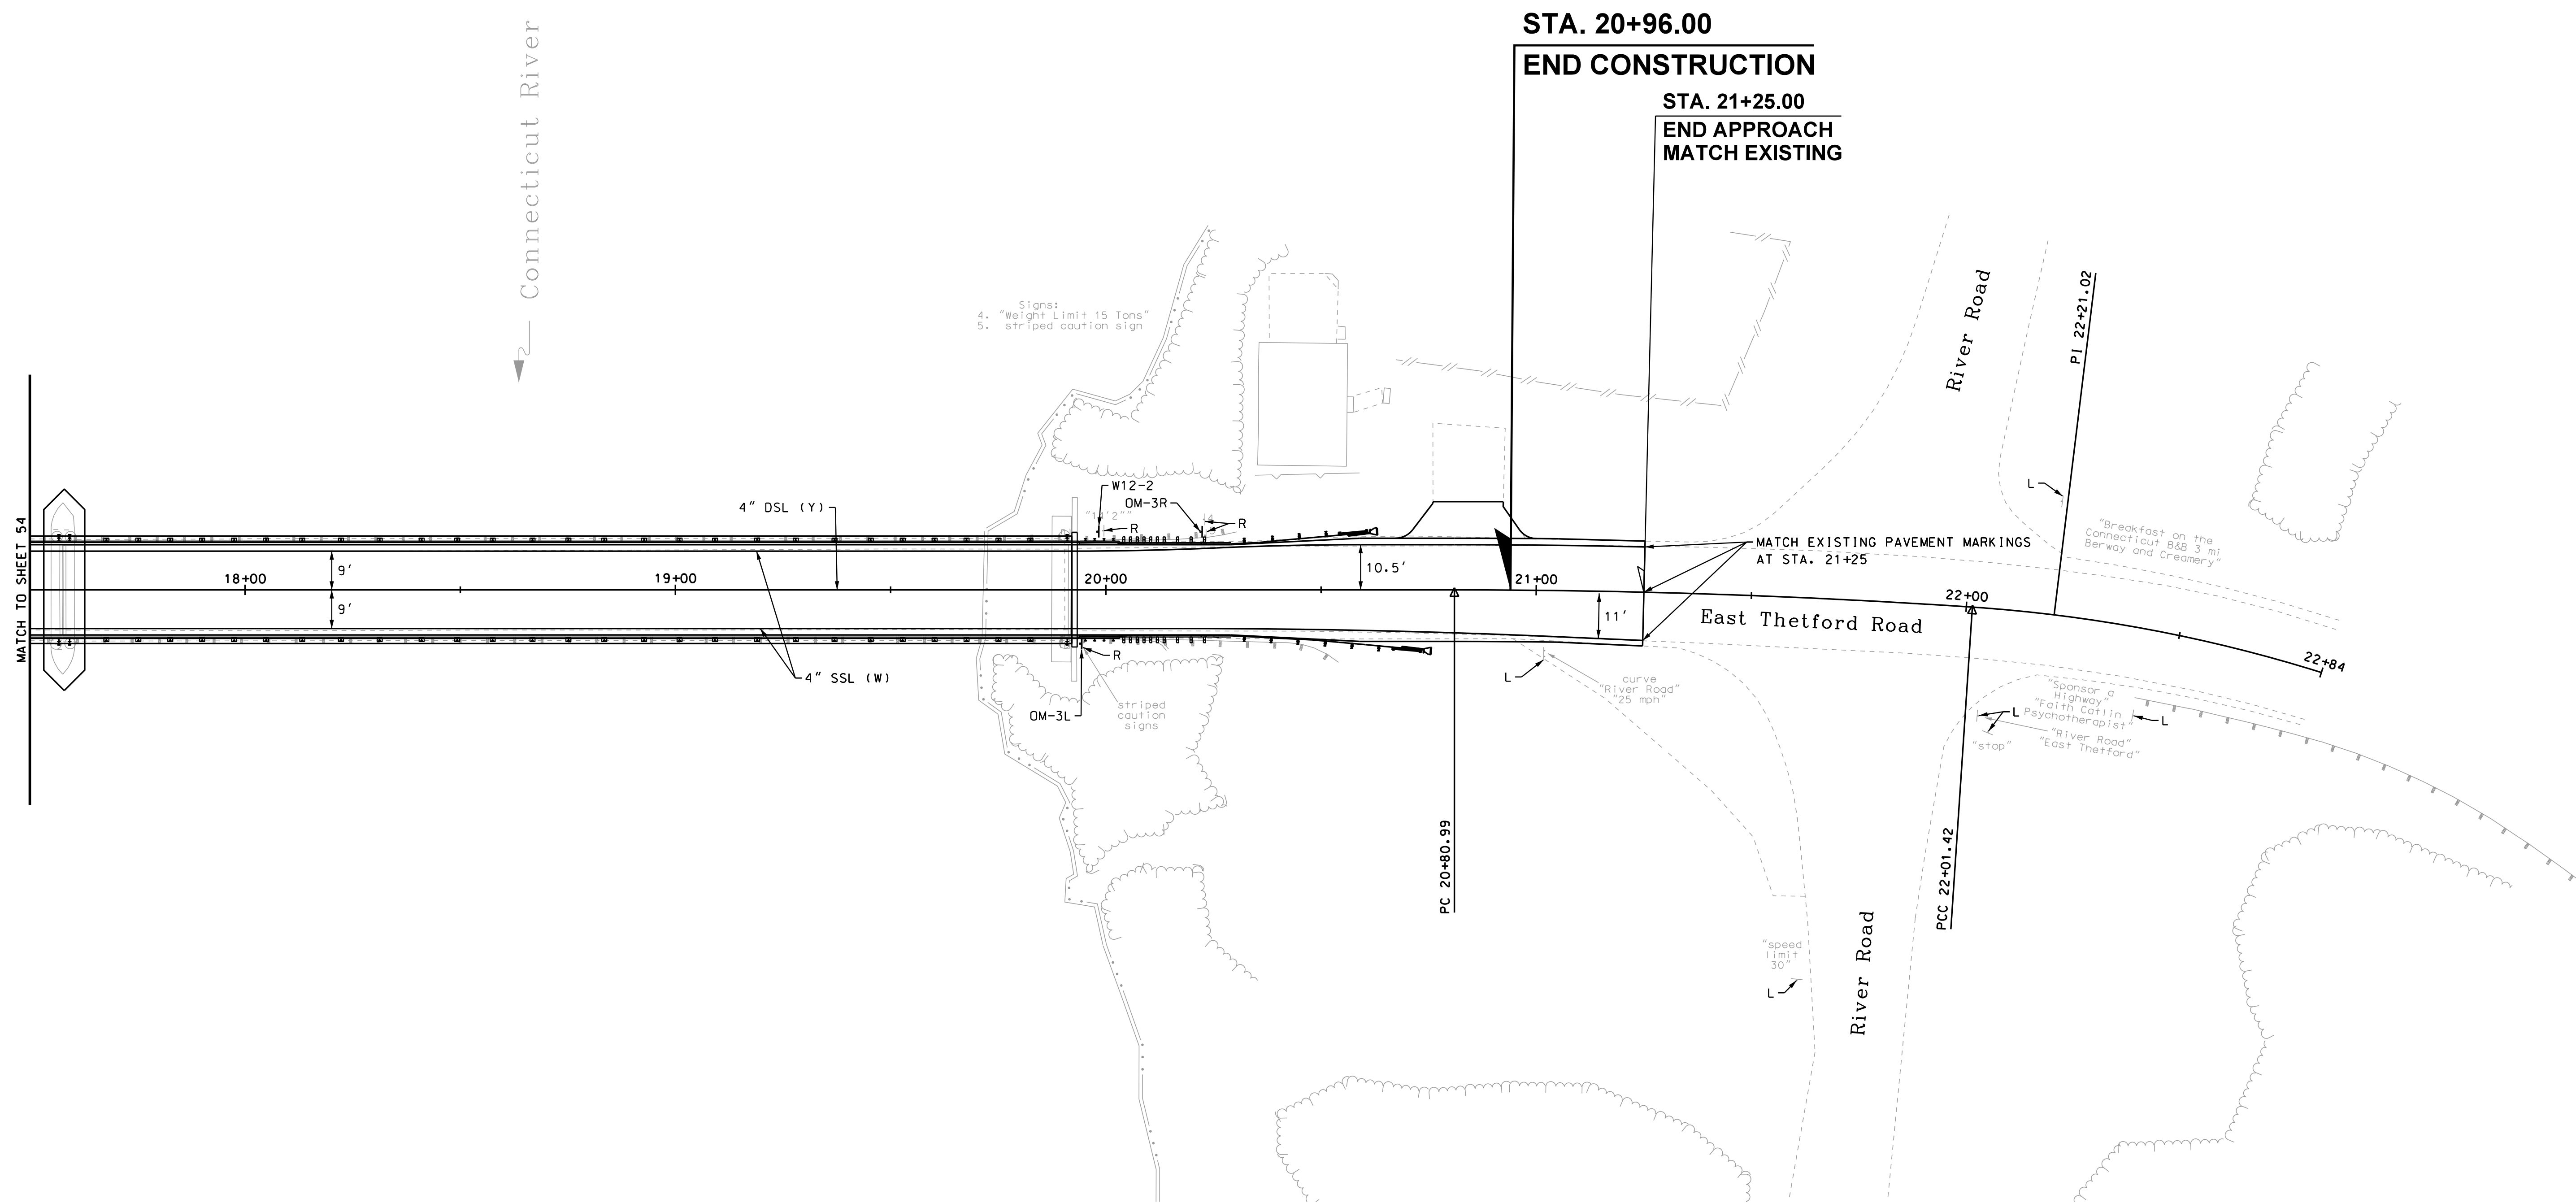 STA. 20+96.00
END CONSTRUCTION
STA. 21+25.00
END APPROACH
MATCH EXISTING
Connecticut River
Signs:
4. "Weight Limit 15 Tons"
5. striped caution sign
River Road
PI 22+21.02
MATCH TO SHEET 54
4" DSL (Y)
W12-2
OM-3R
R
R
L
"Breakfast on the
Connecticut B&B 3 mi
Berway and Creamery"
MATCH EXISTING PAVEMENT MARKINGS
AT STA. 21+25
9'
10.5'
18+00
19+00
20+00
21+00
22+00
9'
11'
East Thetford Road
22+84
4" SSL (W)
R
OM-3L
striped
caution
signs
L
curve
"River Road"
"25 mph"
"Sponsor a
Highway"
"Faith Catlin
Psychotherapist"
L
L
"River Road"
"East Thetford"
"stop"
PC 20+80.99
PCC 22+01.42
River Road
"speed
limit
30"
L